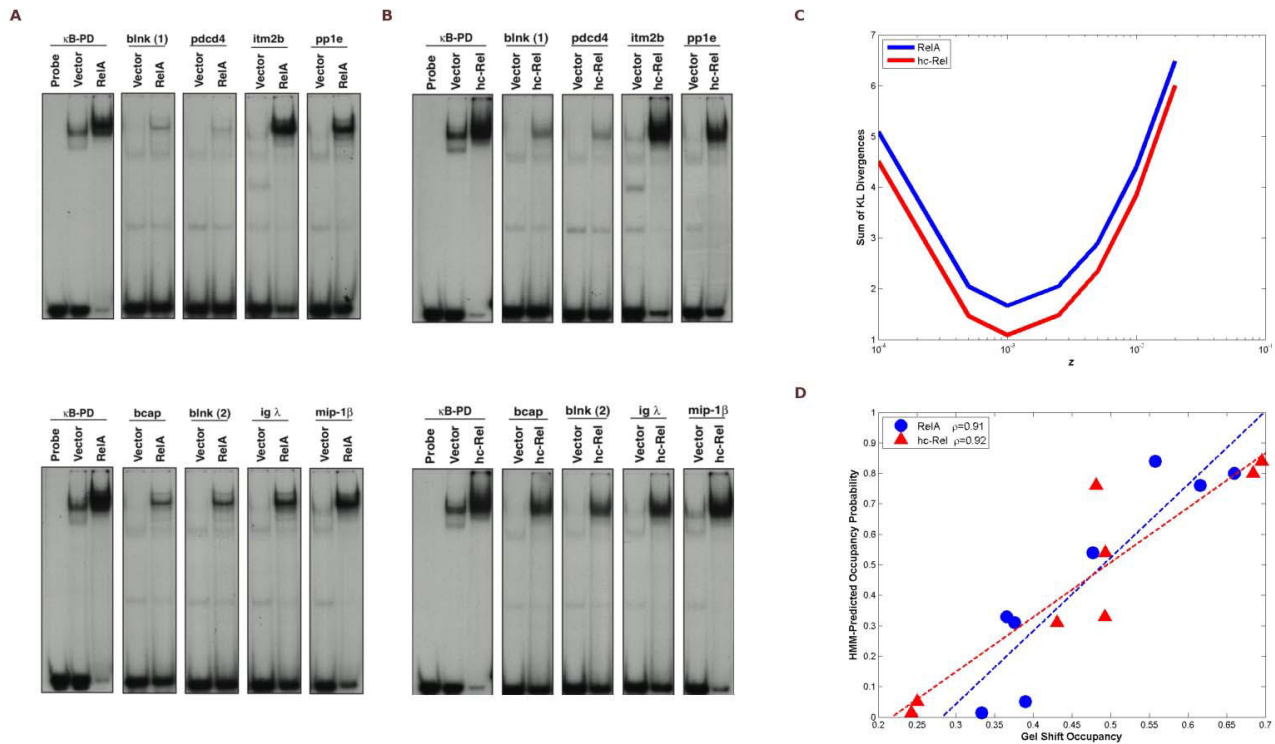 A
κB-PD blnk (1) pdcd4 itm2b pp1e
Probe Vector RelA Vector RelA Vector RelA Vector RelA Vector RelA
κB-PD bcap blnk (2) ig λ mip-1β
Probe Vector RelA Vector RelA Vector RelA Vector RelA Vector RelA
B
κB-PD blnk (1) pdcd4 itm2b pp1e
Probe Vector hc-Rel Vector hc-Rel Vector hc-Rel Vector hc-Rel Vector hc-Rel
κB-PD bcap blnk (2) ig λ mip-1β
Probe Vector hc-Rel Vector hc-Rel Vector hc-Rel Vector hc-Rel Vector hc-Rel
C
RelA
hc-Rel
Sum of KL Divergences
7
6
5
4
3
2
1
10⁻⁴ 10⁻³ 10⁻² 10⁻¹
z
D
RelA ρ=0.91
hc-Rel ρ=0.92
HMM-Predicted Occupancy Probability
1
0.9
0.8
0.7
0.6
0.5
0.4
0.3
0.2
0.1
0
0.2 0.25 0.3 0.35 0.4 0.45 0.5 0.55 0.6 0.65 0.7
Gel Shift Occupancy